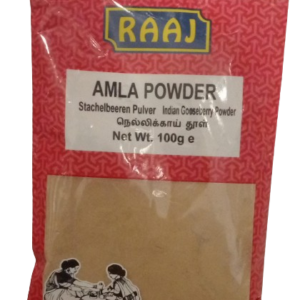 RAAJ
AMLA POWDER
Stachelbeeren Pulver Indian Gooseberry Powder
நெல்லிக்காய் தூள்
Net Wt. 100g e